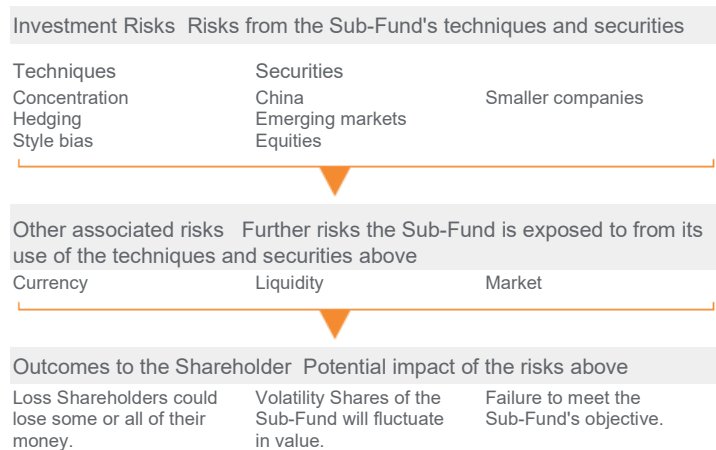 Investment Risks Risks from the Sub-Fund's techniques and securities
Techniques Securities
Concentration China Smaller companies
Hedging Emerging markets
Style bias Equities
Other associated risks Further risks the Sub-Fund is exposed to from its
use of the techniques and securities above
Currency Liquidity Market
Outcomes to the Shareholder Potential impact of the risks above
Loss Shareholders could
lose some or all of their
money.
Volatility Shares of the
Sub-Fund will fluctuate
in value.
Failure to meet the
Sub-Fund's objective.